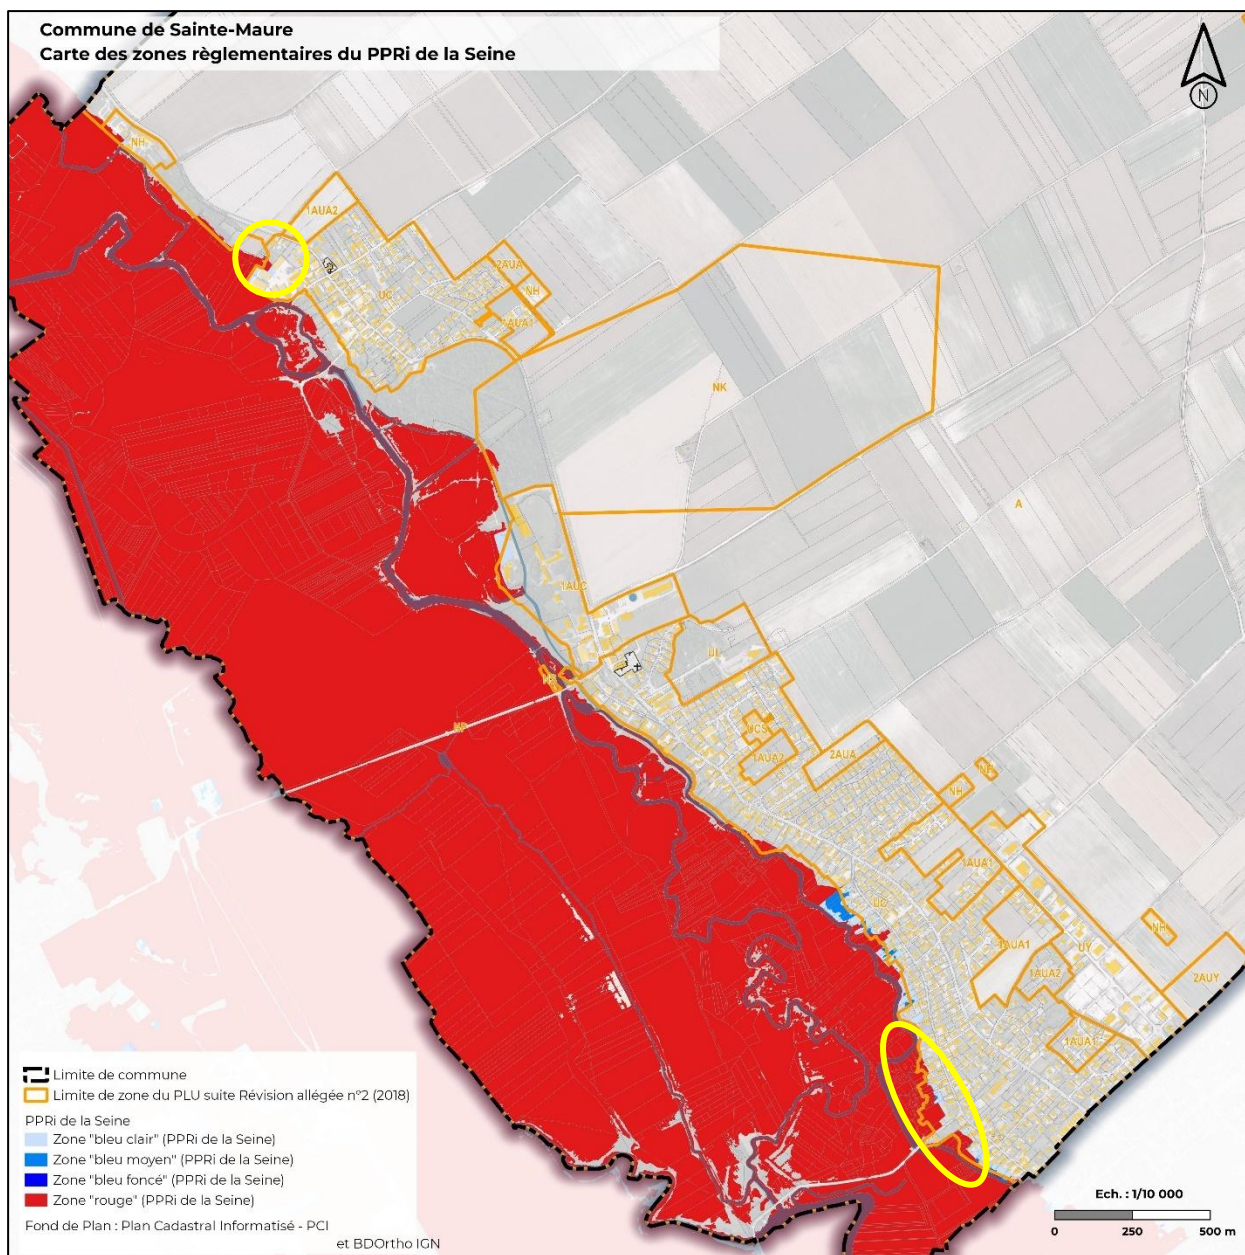 Commune de Sainte-Maure
Carte des zones règlementaires du PPRi de la Seine
N
NH
1AUA2
2AUA
NH
UC
1AUA1
NK
A
1AUC
UL
NP
UCS
1AUA2
2AUA
NH
NH
1AUA1
UC
1AUA1
UY
NH
1AUA2
2AUY
1AUA1
Limite de commune
Limite de zone du PLU suite Révision allégée n°2 (2018)
PPRi de la Seine
Zone "bleu clair" (PPRi de la Seine)
Zone "bleu moyen" (PPRi de la Seine)
Zone "bleu foncé" (PPRi de la Seine)
Zone "rouge" (PPRi de la Seine)
Fond de Plan : Plan Cadastral Informatisé - PCI
et BDOrtho IGN
Ech. : 1/10 000
0 250 500 m